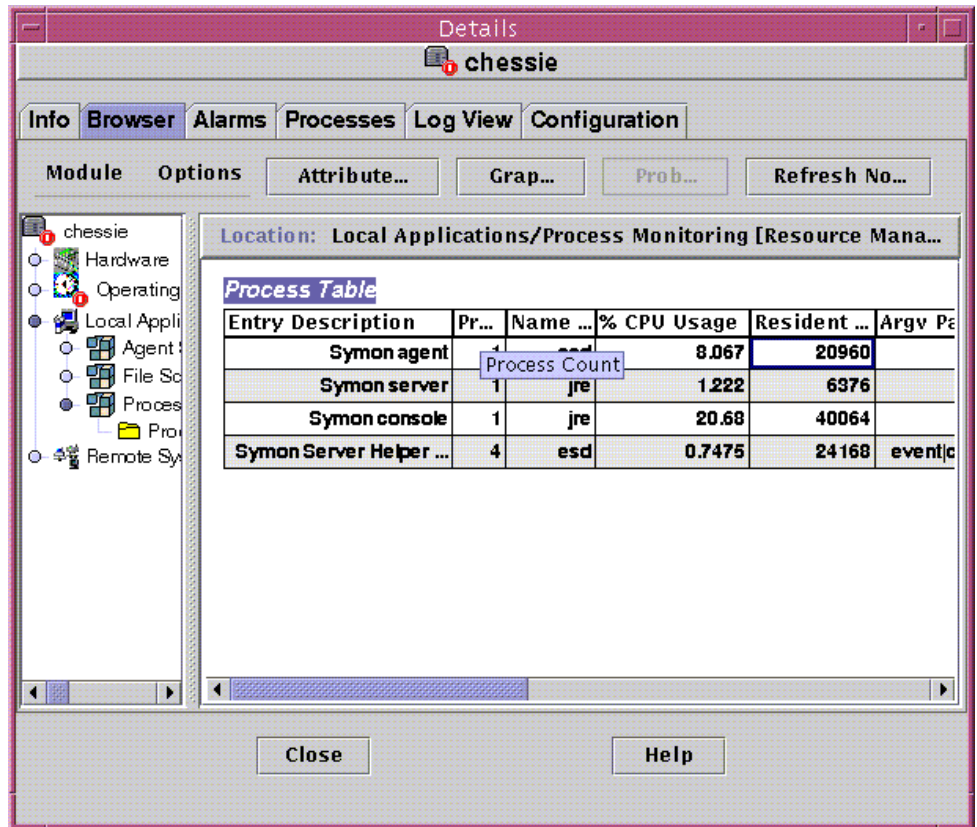 Details
chessie
Info Browser Alarms Processes Log View Configuration
Module Options Attribute... Grap... Prob... Refresh No...
chessie
Hardware
Operating
Local Appli
Agent
File Sc
Proces
Pro
Remote Sy
Location: Local Applications/Process Monitoring [Resource Mana...
Process Table
Entry Description Pr... Name ... % CPU Usage Resident ... Argv Pa
Symon agent 1 esd 8.067 20960
Process Count
Symon server 1 jre 1.222 6376
Symon console 1 jre 20.68 40064
Symon Server Helper ... 4 esd 0.7475 24168 event|c
Close Help